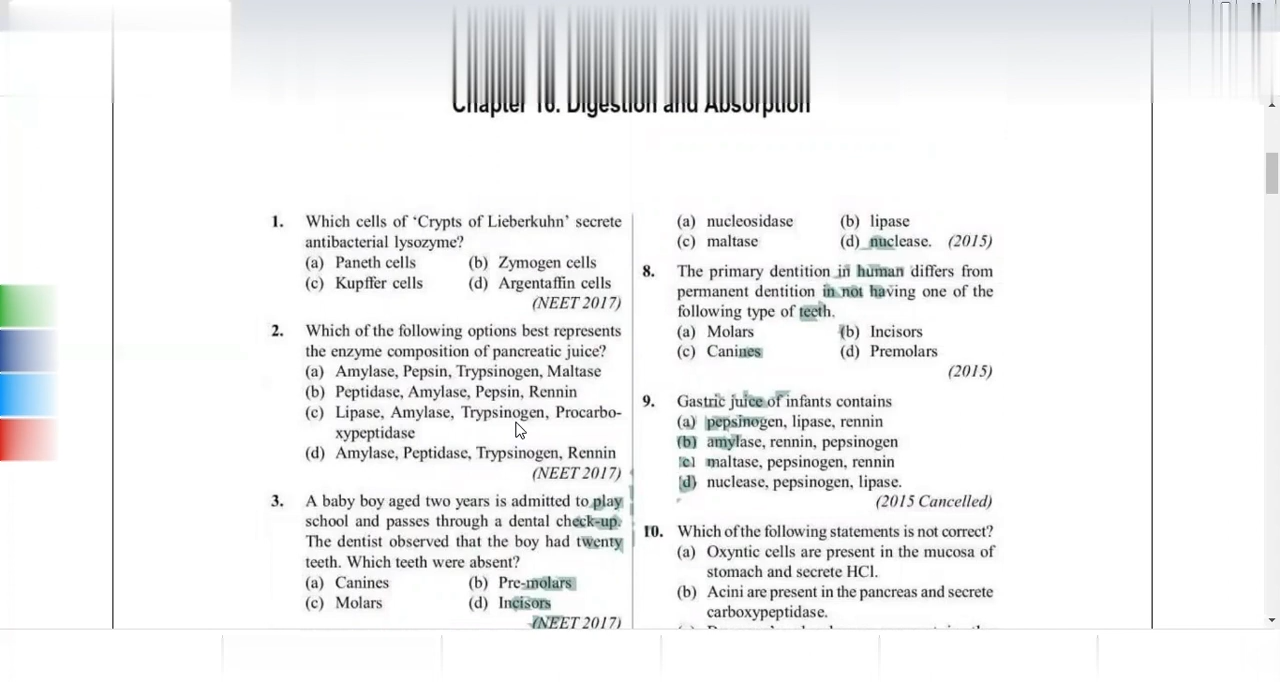 Chapter 16. Digestion and Absorption
1. Which cells of ‘Crypts of Lieberkuhn’ secrete
antibacterial lysozyme?
(a) Paneth cells (b) Zymogen cells
(c) Kupffer cells (d) Argentaffin cells
(NEET 2017)
2. Which of the following options best represents
the enzyme composition of pancreatic juice?
(a) Amylase, Pepsin, Trypsinogen, Maltase
(b) Peptidase, Amylase, Pepsin, Rennin
(c) Lipase, Amylase, Trypsinogen, Procarbo-
xypeptidase
(d) Amylase, Peptidase, Trypsinogen, Rennin
(NEET 2017)
3. A baby boy aged two years is admitted to play
school and passes through a dental check-up.
The dentist observed that the boy had twenty
teeth. Which teeth were absent?
(a) Canines (b) Pre-molars
(c) Molars (d) Incisors
(NEET 2017)
(a) nucleosidase (b) lipase
(c) maltase (d) nuclease. (2015)
8. The primary dentition in human differs from
permanent dentition in not having one of the
following type of teeth.
(a) Molars (b) Incisors
(c) Canines (d) Premolars
(2015)
9. Gastric juice of infants contains
(a) pepsinogen, lipase, rennin
(b) amylase, rennin, pepsinogen
(c) maltase, pepsinogen, rennin
(d) nuclease, pepsinogen, lipase.
(2015 Cancelled)
10. Which of the following statements is not correct?
(a) Oxyntic cells are present in the mucosa of
stomach and secrete HCl.
(b) Acini are present in the pancreas and secrete
carboxypeptidase.